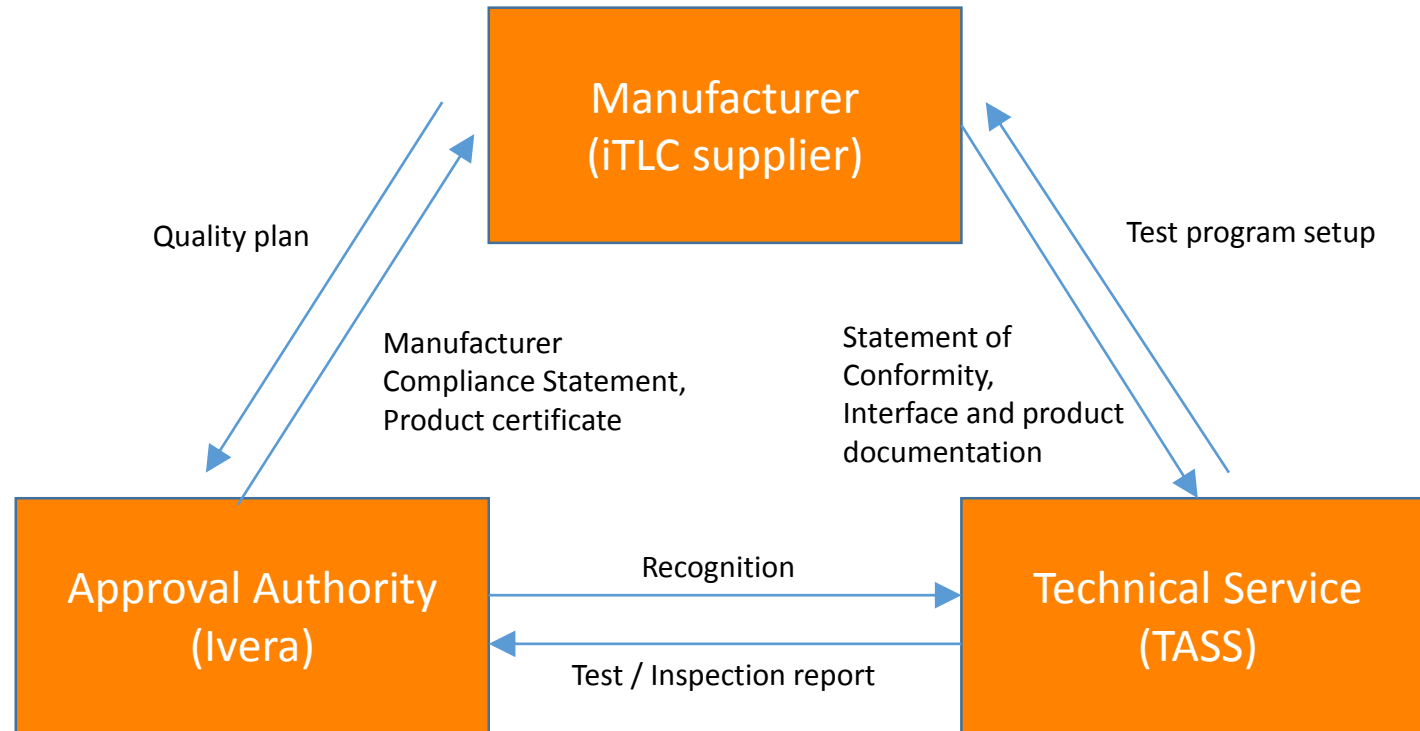 Manufacturer
(iTLC supplier)
Quality plan
Test program setup
Manufacturer
Compliance Statement,
Product certificate
Statement of
Conformity,
Interface and product
documentation
Approval Authority
(Ivera)
Recognition
Test / Inspection report
Technical Service
(TASS)